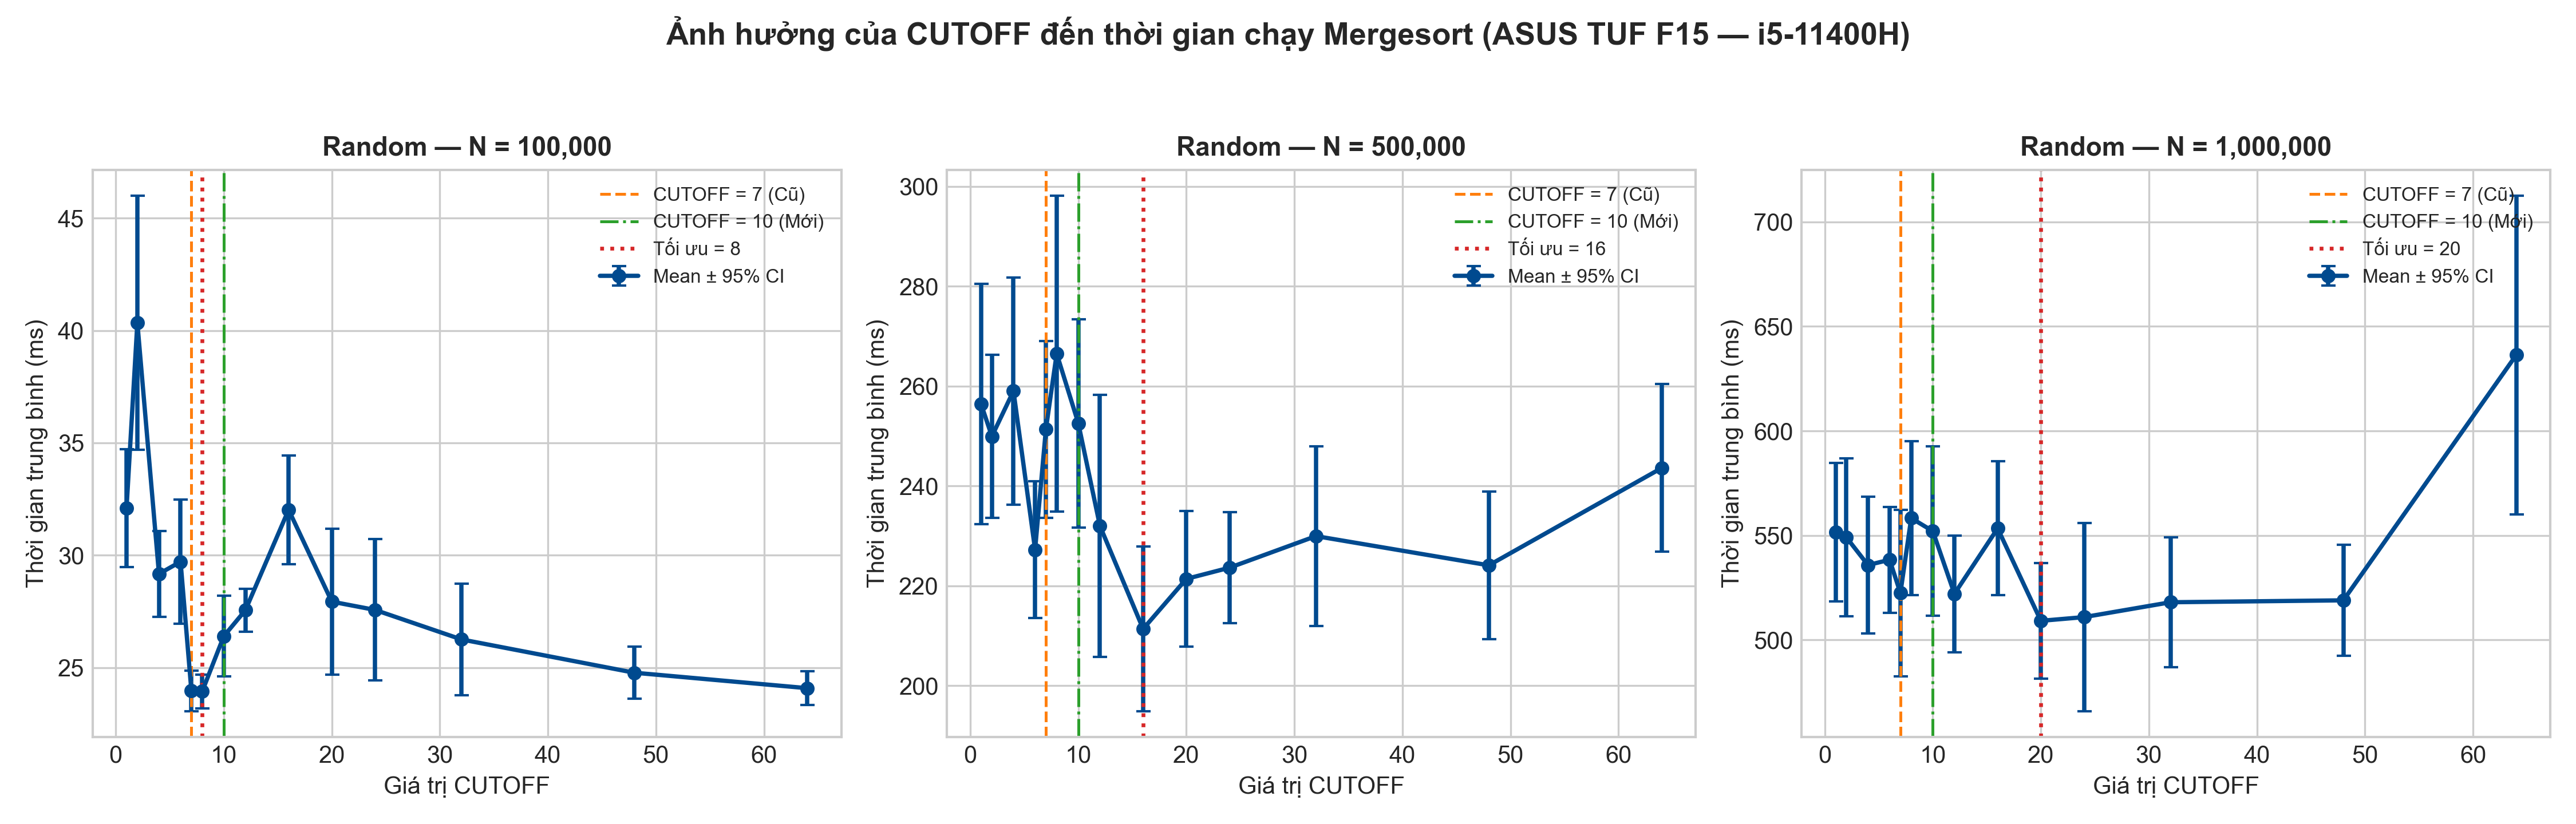 Ảnh hưởng của CUTOFF đến thời gian chạy Mergesort (ASUS TUF F15 — i5-11400H)
Random — N = 100,000
Thời gian trung bình (ms)
45
40
35
30
25
CUTOFF = 7 (Cũ)
CUTOFF = 10 (Mới)
Tối ưu = 8
Mean ± 95% CI
0 10 20 30 40 50 60
Giá trị CUTOFF
Random — N = 500,000
Thời gian trung bình (ms)
300
280
260
240
220
200
CUTOFF = 7 (Cũ)
CUTOFF = 10 (Mới)
Tối ưu = 16
Mean ± 95% CI
0 10 20 30 40 50 60
Giá trị CUTOFF
Random — N = 1,000,000
Thời gian trung bình (ms)
700
650
600
550
500
CUTOFF = 7 (Cũ)
CUTOFF = 10 (Mới)
Tối ưu = 20
Mean ± 95% CI
0 10 20 30 40 50 60
Giá trị CUTOFF